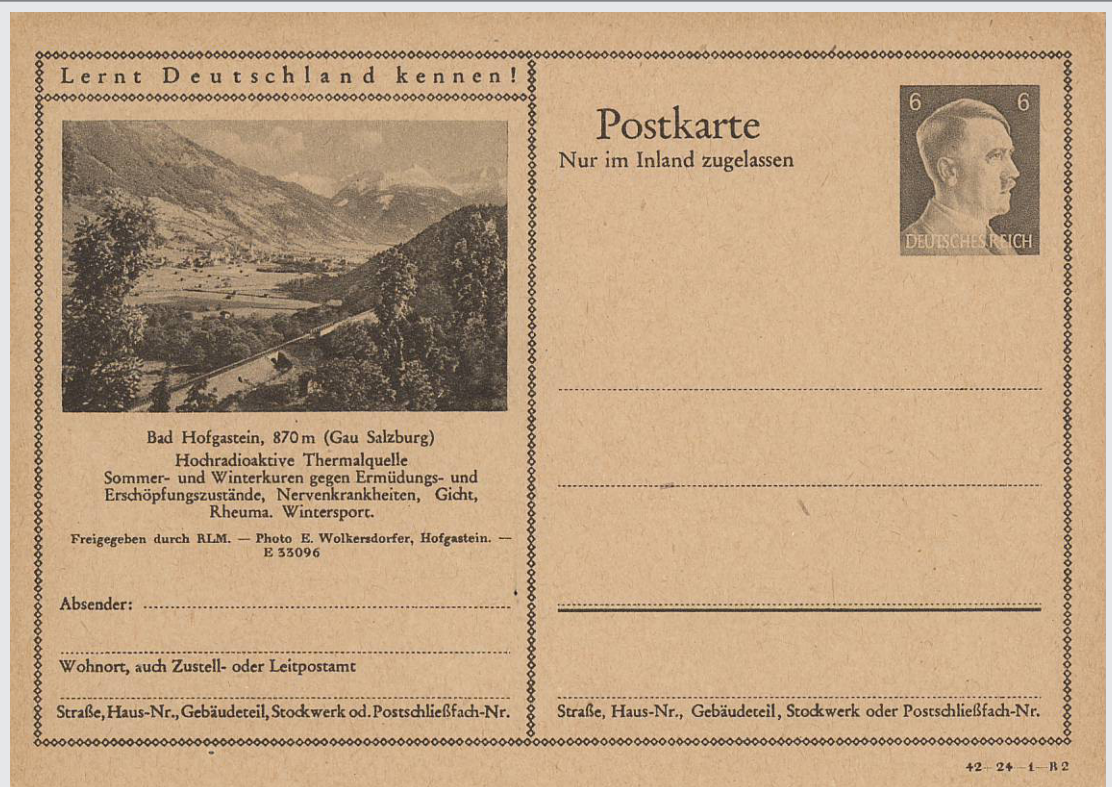 Lernt Deutschland kennen!
Bad Hofgastein, 870 m (Gau Salzburg)
Hochradioaktive Thermalquelle
Sommer- und Winterkuren gegen Ermüdungs- und
Erschöpfungszustände, Nervenkrankheiten, Gicht,
Rheuma. Wintersport.
Freigegeben durch RLM. — Photo E. Wolkersdorfer, Hofgastein. —
E 33096
Absender:
Wohnort, auch Zustell- oder Leitpostamt
Straße, Haus-Nr., Gebäudeteil, Stockwerk od. Postschließfach-Nr.
Postkarte
Nur im Inland zugelassen
6 6
DEUTSCHES REICH
Straße, Haus-Nr., Gebäudeteil, Stockwerk oder Postschließfach-Nr.
42—24—1—B 2